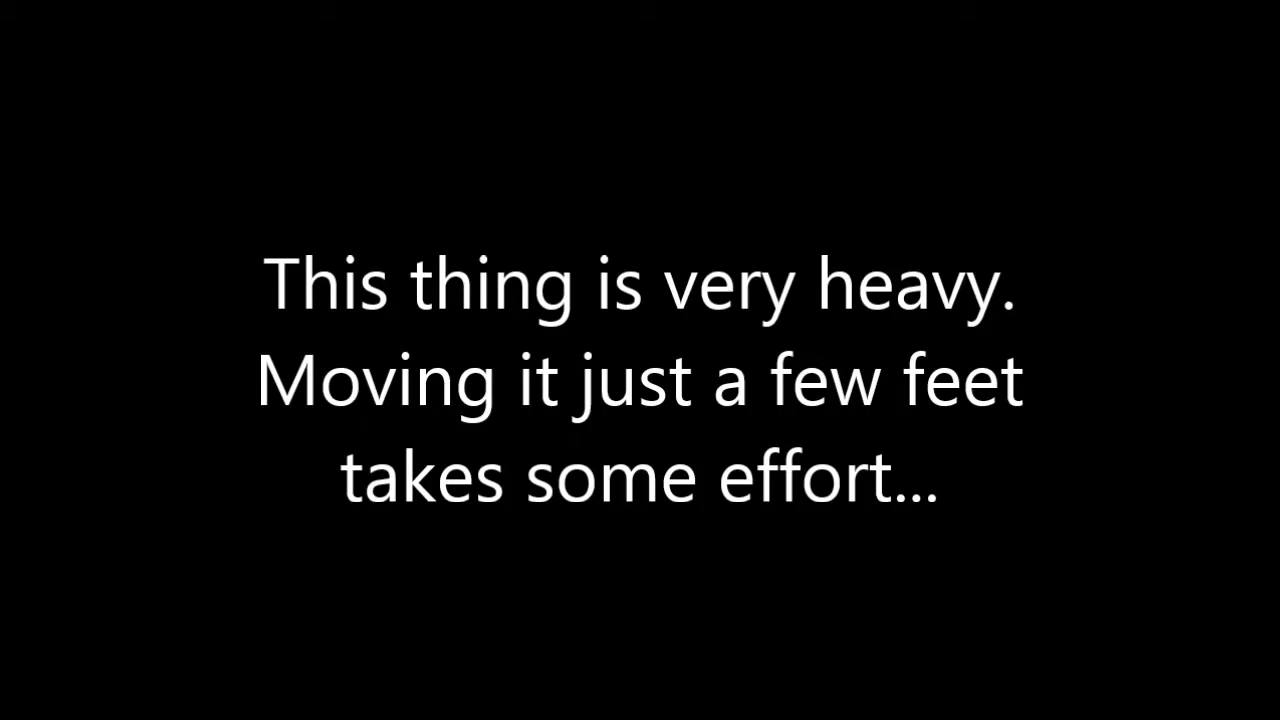 This thing is very heavy.
Moving it just a few feet
takes some effort...